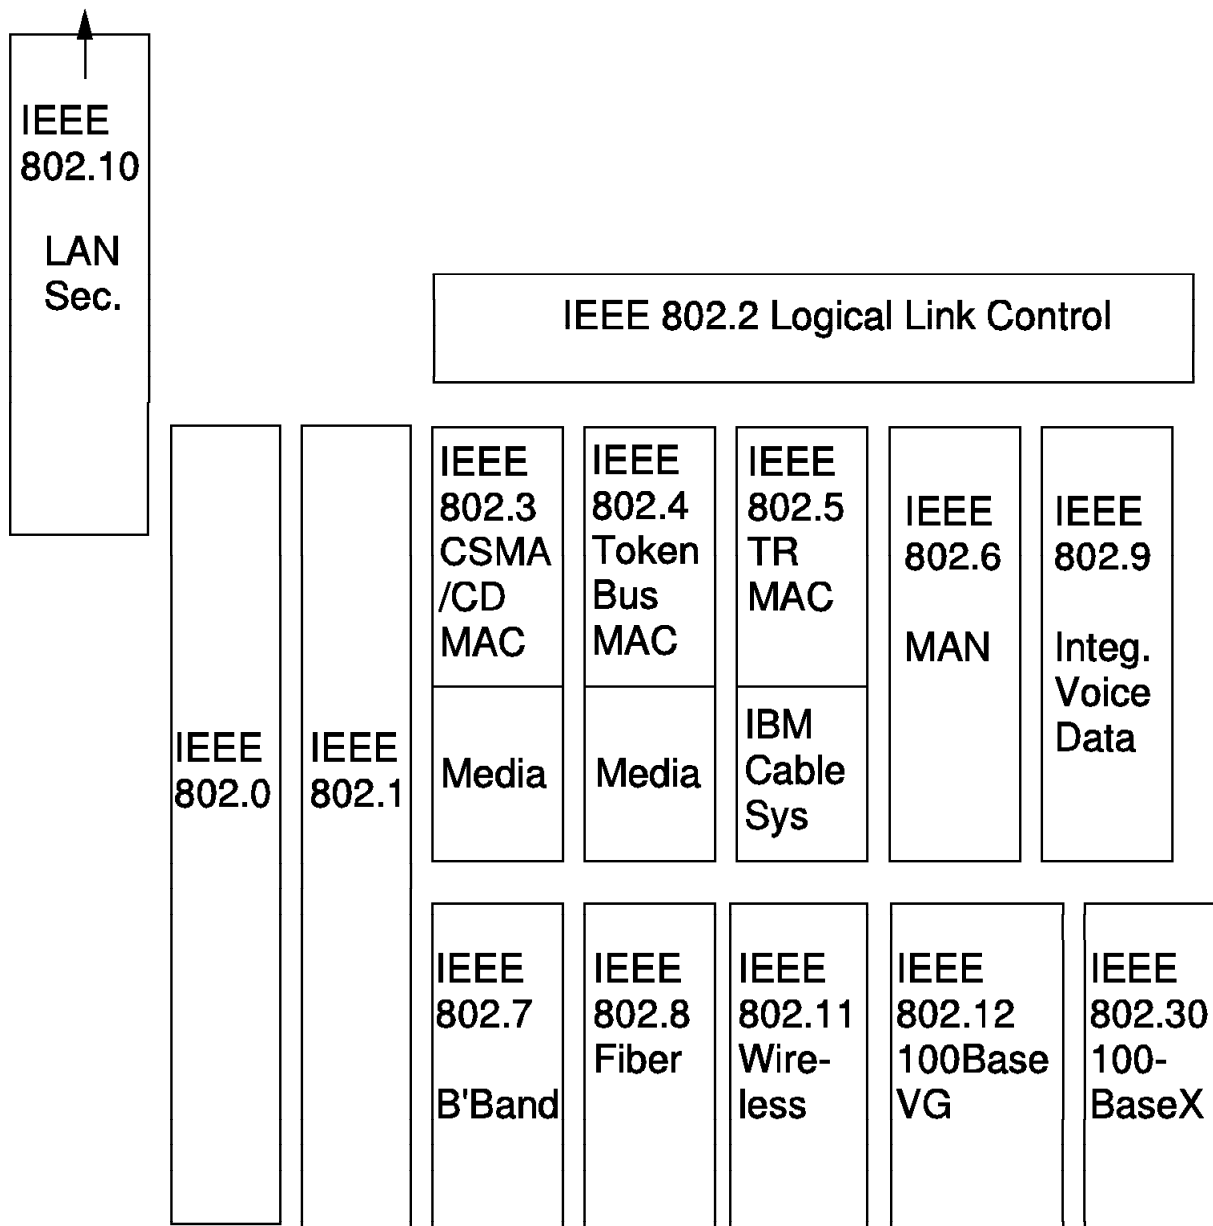 IEEE
802.10
LAN
Sec.
IEEE 802.2 Logical Link Control
IEEE
802.0
IEEE
802.1
IEEE
802.3
CSMA
/CD
MAC
Media
IEEE
802.4
Token
Bus
MAC
Media
IEEE
802.5
TR
MAC
IBM
Cable
Sys
IEEE
802.6
MAN
IEEE
802.9
Integ.
Voice
Data
IEEE
802.7
B'Band
IEEE
802.8
Fiber
IEEE
802.11
Wire-
less
IEEE
802.12
100Base
VG
IEEE
802.30
100-
BaseX